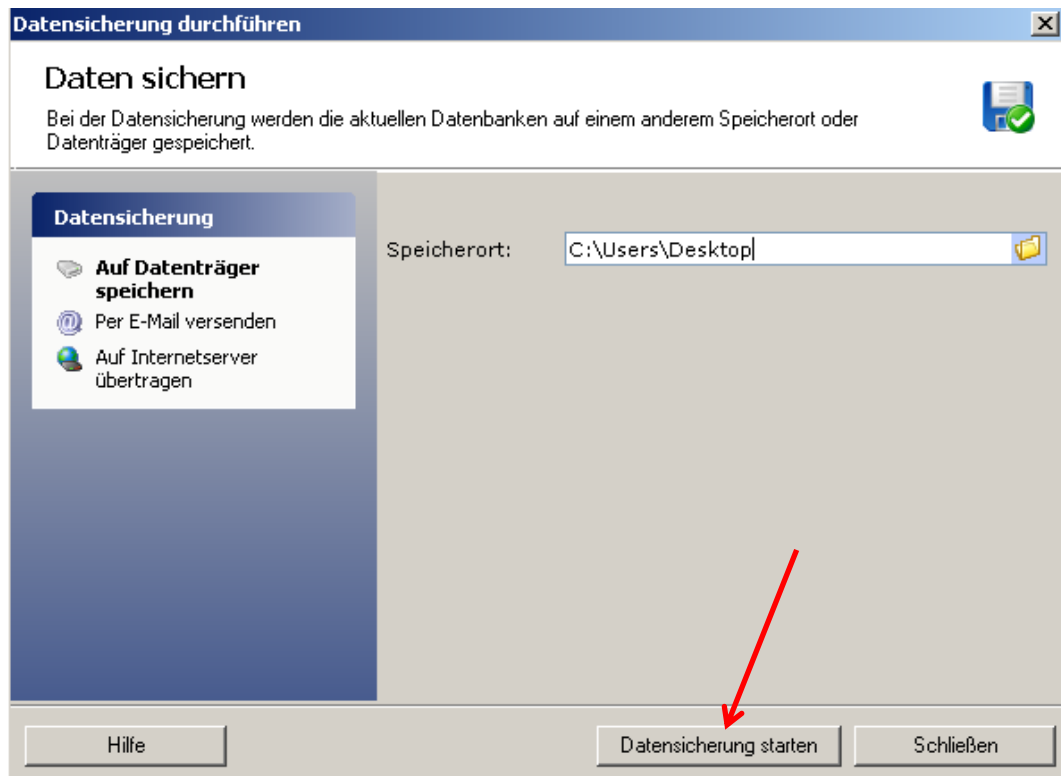 Datensicherung durchführen
Daten sichern
Bei der Datensicherung werden die aktuellen Datenbanken auf einem anderem Speicherort oder
Datenträger gespeichert.
Datensicherung
Auf Datenträger
speichern
Per E-Mail versenden
Auf Internetserver
übertragen
Speicherort:
C:\Users\Desktop
Hilfe
Datensicherung starten
Schließen